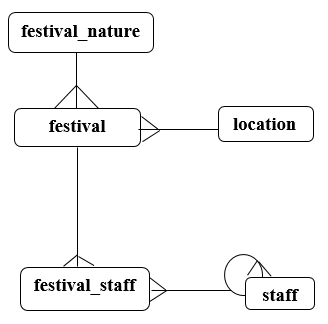 festival_nature
festival
location
festival_staff
staff